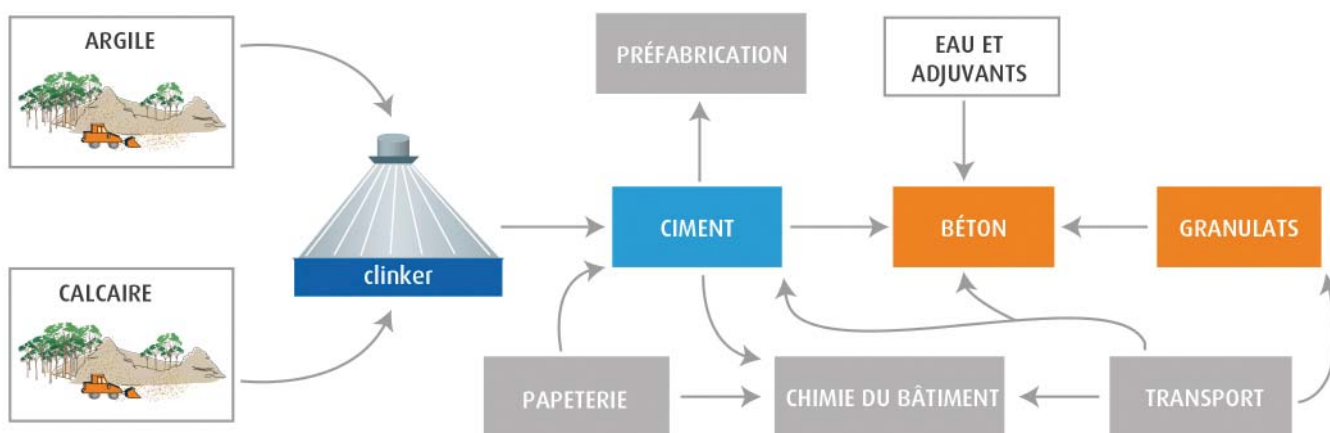 ARGILE
CALCAIRE
clinker
PRÉFABRICATION
EAU ET
ADJUVANTS
CIMENT
BÉTON
GRANULATS
PAPETERIE
CHIMIE DU BÂTIMENT
TRANSPORT